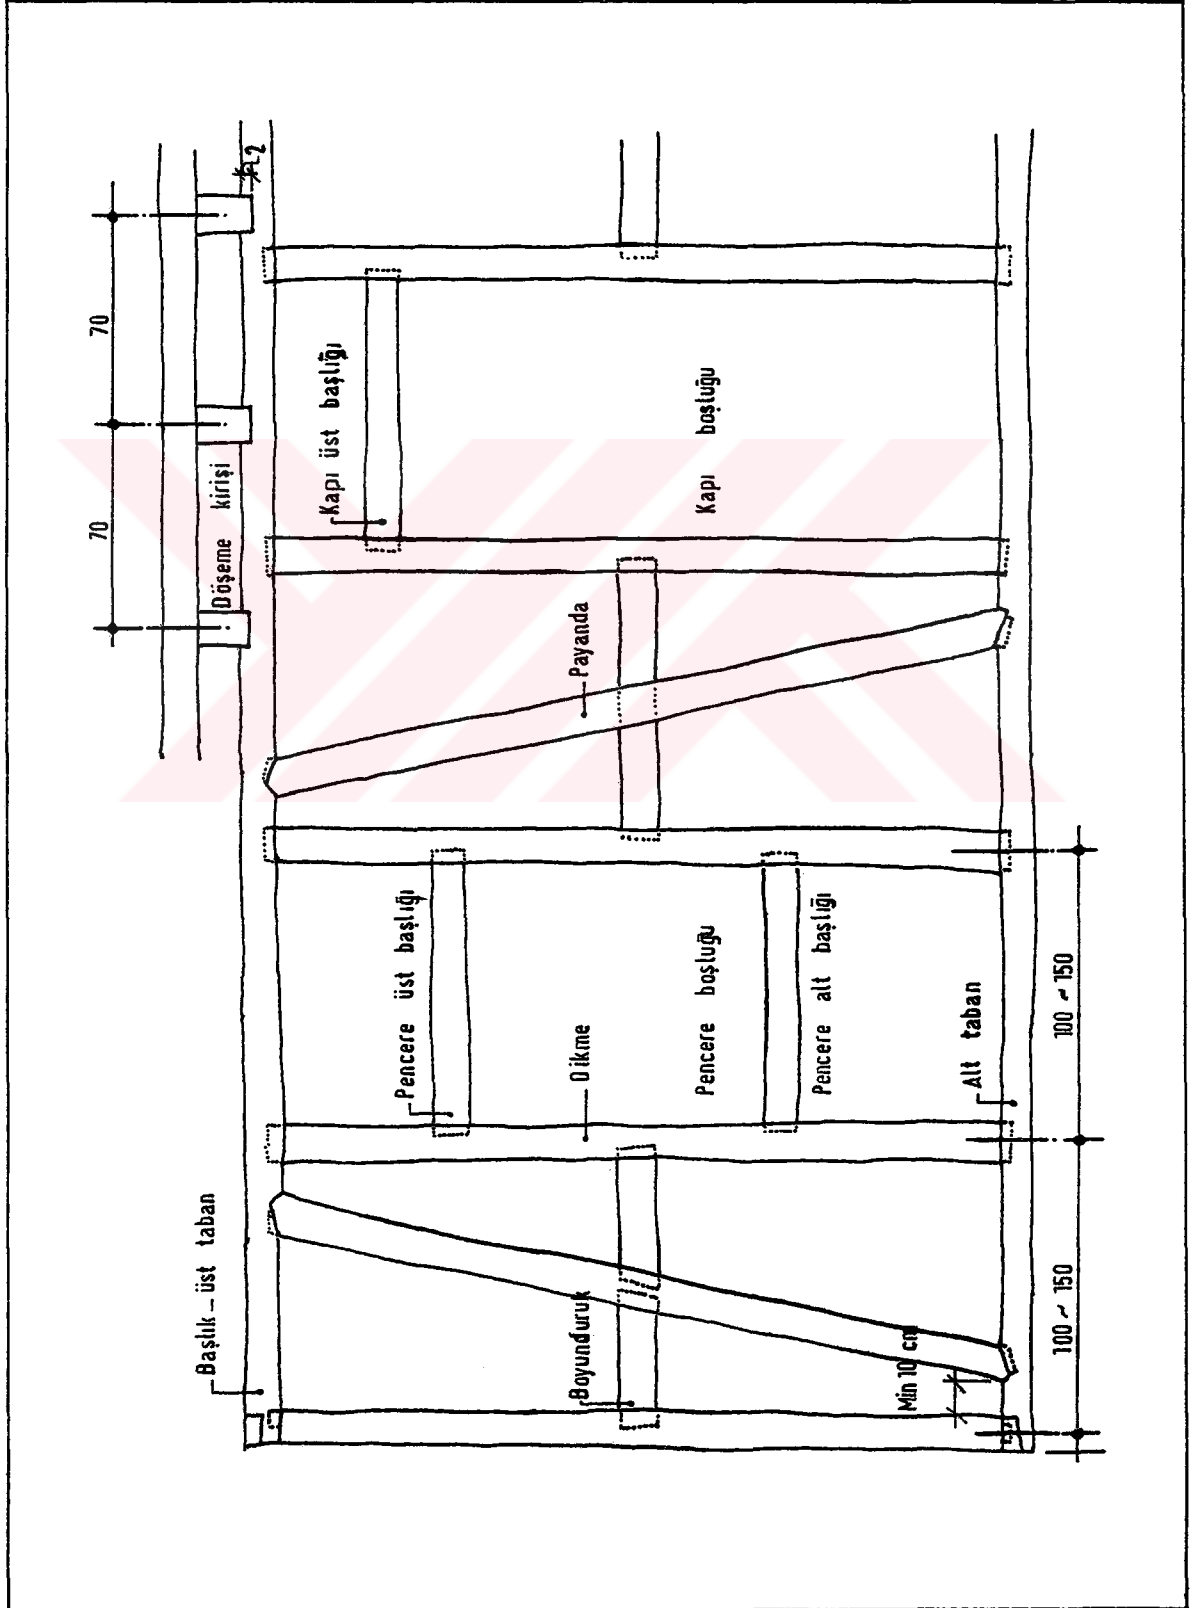 70
70
2
Döşeme kirişi
Başlık – üst taban
Kapı üst başlığı
Pencere üst başlığı
Payanda
Dikme
Boyunduruk
Kapı boşluğu
Pencere boşluğu
Pencere alt başlığı
Min 10 cm
Alt taban
100 ~ 150
100 ~ 150